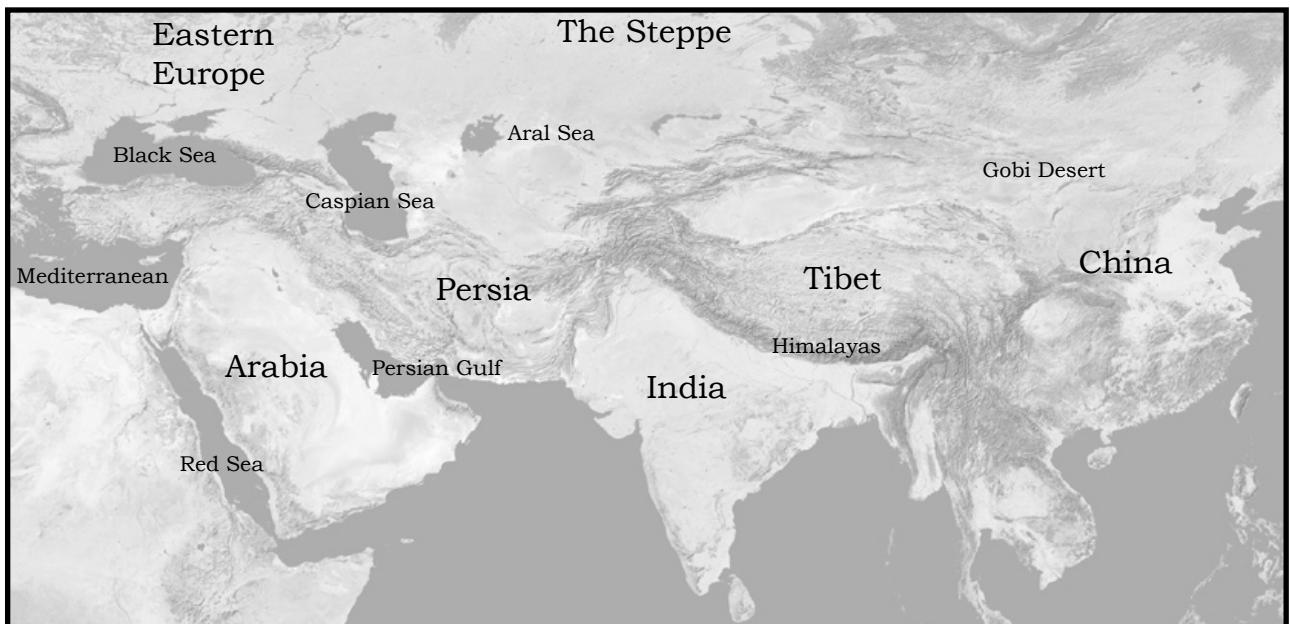 Eastern
Europe
The Steppe
Aral Sea
Black Sea
Gobi Desert
Caspian Sea
Mediterranean
Persia
Tibet
China
Himalayas
Arabia
Persian Gulf
India
Red Sea